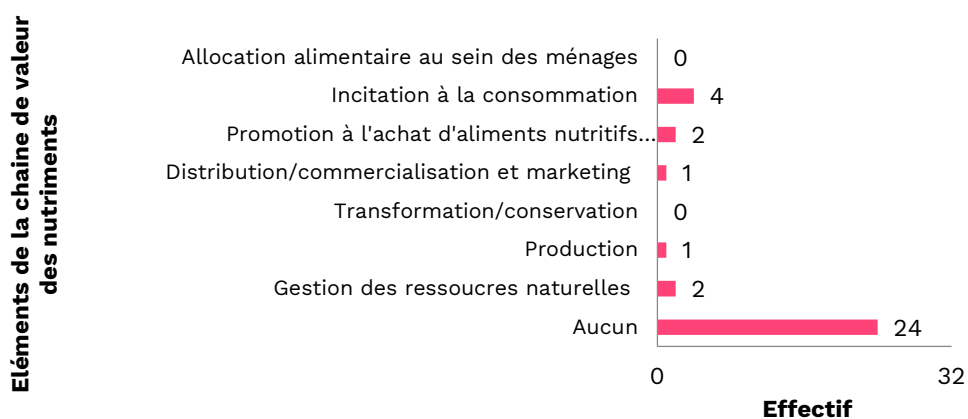 Eléments de la chaine de valeur
des nutriments
Allocation alimentaire au sein des ménages 0
Incitation à la consommation 4
Promotion à l'achat d'aliments nutritifs... 2
Distribution/commercialisation et marketing 1
Transformation/conservation 0
Production 1
Gestion des ressoucres naturelles 2
Aucun 24
0 32
Effectif